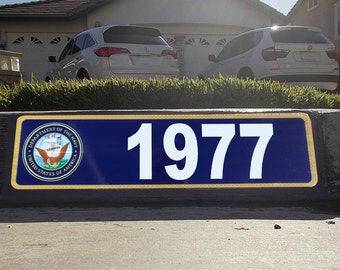 DEPARTMENT OF THE NAVY
UNITED STATES OF AMERICA
1977